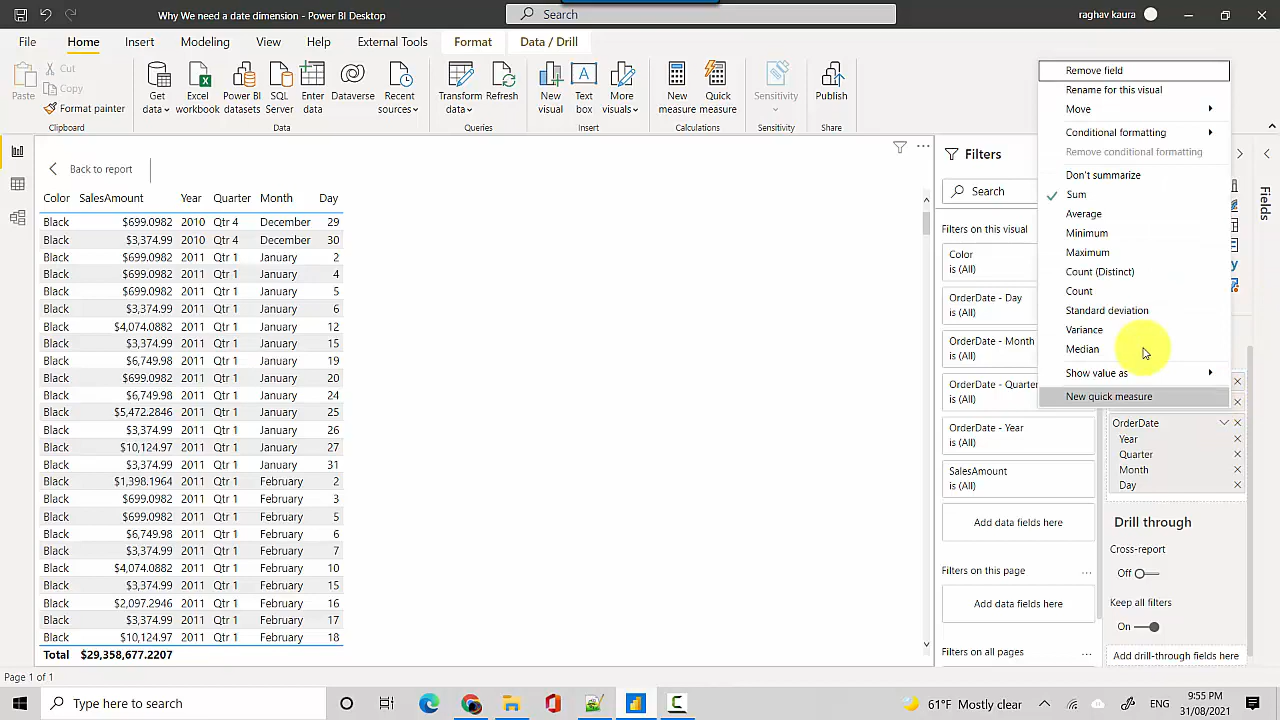 Why We need a date dimension - Power BI Desktop
Search
raghav kaura
File Home Insert Modeling View Help External Tools Format Data / Drill
Paste
Cut
Copy
Format painter
Clipboard
Get data
Excel workbook
Power BI datasets
SQL Server
Enter data
Dataverse
Recent sources
Data
Transform data
Refresh
Queries
New visual
Text box
More visuals
Insert
New measure
Quick measure
Calculations
Sensitivity
Sensitivity
Publish
Share
Back to report
Color SalesAmount Year Quarter Month Day
Black $699.0982 2010 Qtr 4 December 29
Black $3,374.99 2010 Qtr 4 December 30
Black $699.0982 2011 Qtr 1 January 2
Black $699.0982 2011 Qtr 1 January 4
Black $699.0982 2011 Qtr 1 January 5
Black $3,374.99 2011 Qtr 1 January 6
Black $4,074.0882 2011 Qtr 1 January 12
Black $3,374.99 2011 Qtr 1 January 15
Black $6,749.98 2011 Qtr 1 January 19
Black $699.0982 2011 Qtr 1 January 20
Black $6,749.98 2011 Qtr 1 January 24
Black $5,472.2846 2011 Qtr 1 January 25
Black $3,374.99 2011 Qtr 1 January 26
Black $10,124.97 2011 Qtr 1 January 27
Black $3,374.99 2011 Qtr 1 January 31
Black $1,398.1964 2011 Qtr 1 February 2
Black $699.0982 2011 Qtr 1 February 3
Black $699.0982 2011 Qtr 1 February 5
Black $6,749.98 2011 Qtr 1 February 6
Black $3,374.99 2011 Qtr 1 February 7
Black $4,074.0882 2011 Qtr 1 February 10
Black $3,374.99 2011 Qtr 1 February 15
Black $2,097.2946 2011 Qtr 1 February 16
Black $3,374.99 2011 Qtr 1 February 17
Black $10,124.97 2011 Qtr 1 February 18
Total $29,358,677.2207
Filters
Search
Filters on this visual
Color
is (All)
OrderDate - Day
is (All)
OrderDate - Month
is (All)
OrderDate - Quarter
is (All)
OrderDate - Year
is (All)
SalesAmount
is (All)
Add data fields here
Filters on this page
Add data fields here
Filters on all pages
Remove field
Rename for this visual
Move
Conditional formatting
Remove conditional formatting
Don't summarize
Sum
Average
Minimum
Maximum
Count (Distinct)
Count
Standard deviation
Variance
Median
Show value as
New quick measure
OrderDate
Year
Quarter
Month
Day
Drill through
Cross-report
Off
Keep all filters
On
Add drill-through fields here
Fields
Page 1 of 1
Type here to search
61°F Mostly clear
ENG
9:55 PM
31/08/2021